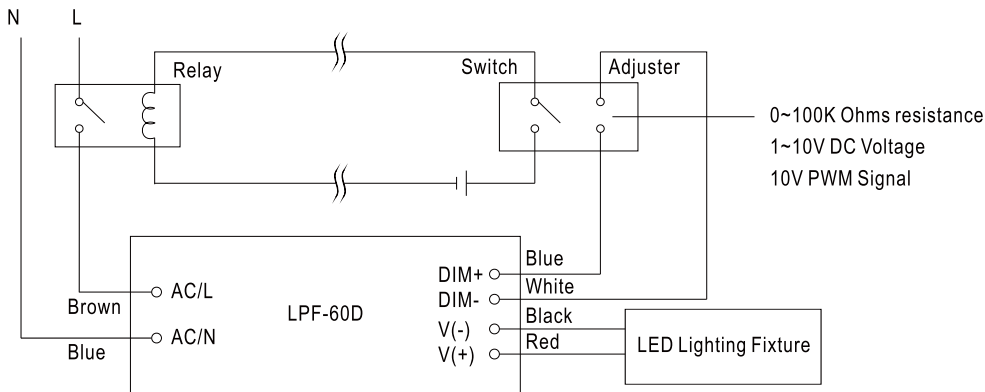 N L
Relay
Switch
Adjuster
0~100K Ohms resistance
1~10V DC Voltage
10V PWM Signal
Brown
Blue
AC/L
AC/N
LPF-60D
DIM+
DIM-
V(-)
V(+)
Blue
White
Black
Red
LED Lighting Fixture